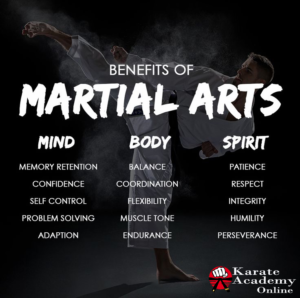 BENEFITS OF
MARTIAL ARTS
MIND
MEMORY RETENTION
CONFIDENCE
SELF CONTROL
PROBLEM SOLVING
ADAPTION
BODY
BALANCE
COORDINATION
FLEXIBILITY
MUSCLE TONE
ENDURANCE
SPIRIT
PATIENCE
RESPECT
INTEGRITY
HUMILITY
PERSEVERANCE
Karate
Academy
Online